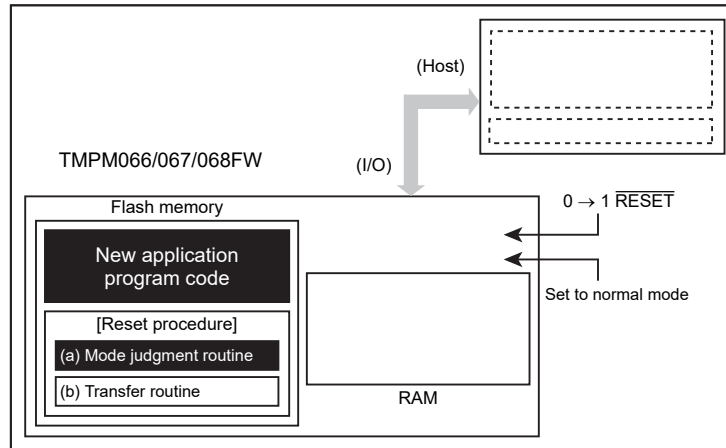 (Host)
TMPM066/067/068FW
(I/O)
Flash memory
0 → 1 RESET
New application
program code
Set to normal mode
[Reset procedure]
(a) Mode judgment routine
(b) Transfer routine
RAM